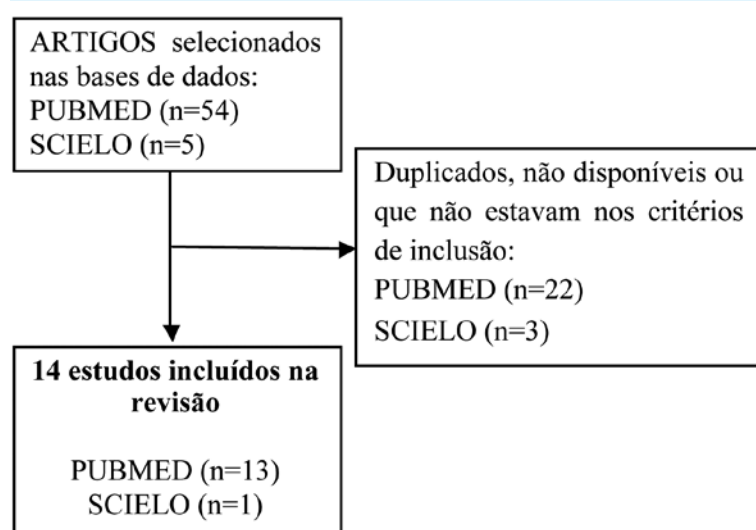 ARTIGOS selecionados
nas bases de dados:
PUBMED (n=54)
SCIELO (n=5)
Duplicados, não disponíveis ou
que não estavam nos critérios
de inclusão:
PUBMED (n=22)
SCIELO (n=3)
14 estudos incluídos na
revisão
PUBMED (n=13)
SCIELO (n=1)